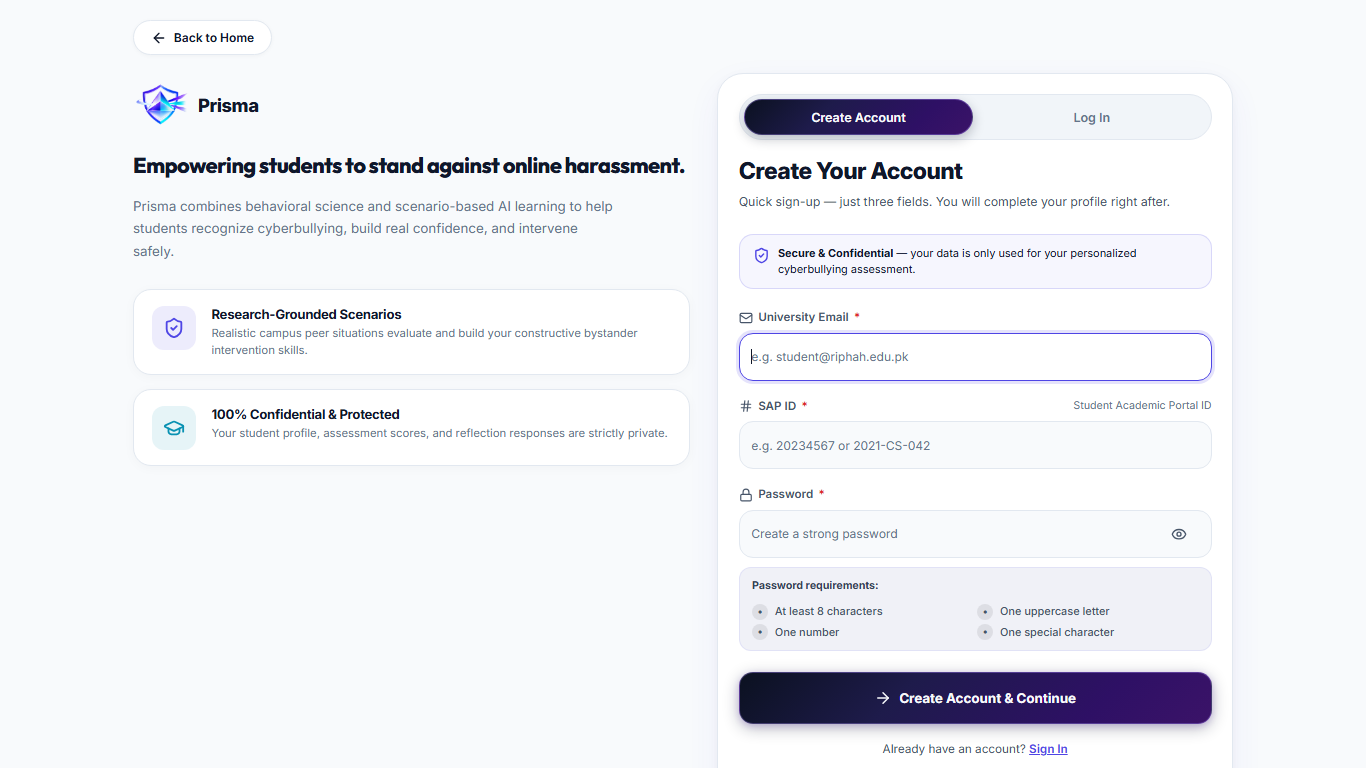 Back to Home
Prisma
Empowering students to stand against online harassment.
Prisma combines behavioral science and scenario-based AI learning to help
students recognize cyberbullying, build real confidence, and intervene
safely.
Research-Grounded Scenarios
Realistic campus peer situations evaluate and build your constructive bystander
intervention skills.
100% Confidential & Protected
Your student profile, assessment scores, and reflection responses are strictly private.
Create Account
Log In
Create Your Account
Quick sign-up — just three fields. You will complete your profile right after.
Secure & Confidential — your data is only used for your personalized
cyberbullying assessment.
University Email *
e.g. student@riphah.edu.pk
SAP ID *
Student Academic Portal ID
e.g. 20234567 or 2021-CS-042
Password *
Create a strong password
Password requirements:
At least 8 characters
One uppercase letter
One number
One special character
Create Account & Continue
Already have an account? Sign In